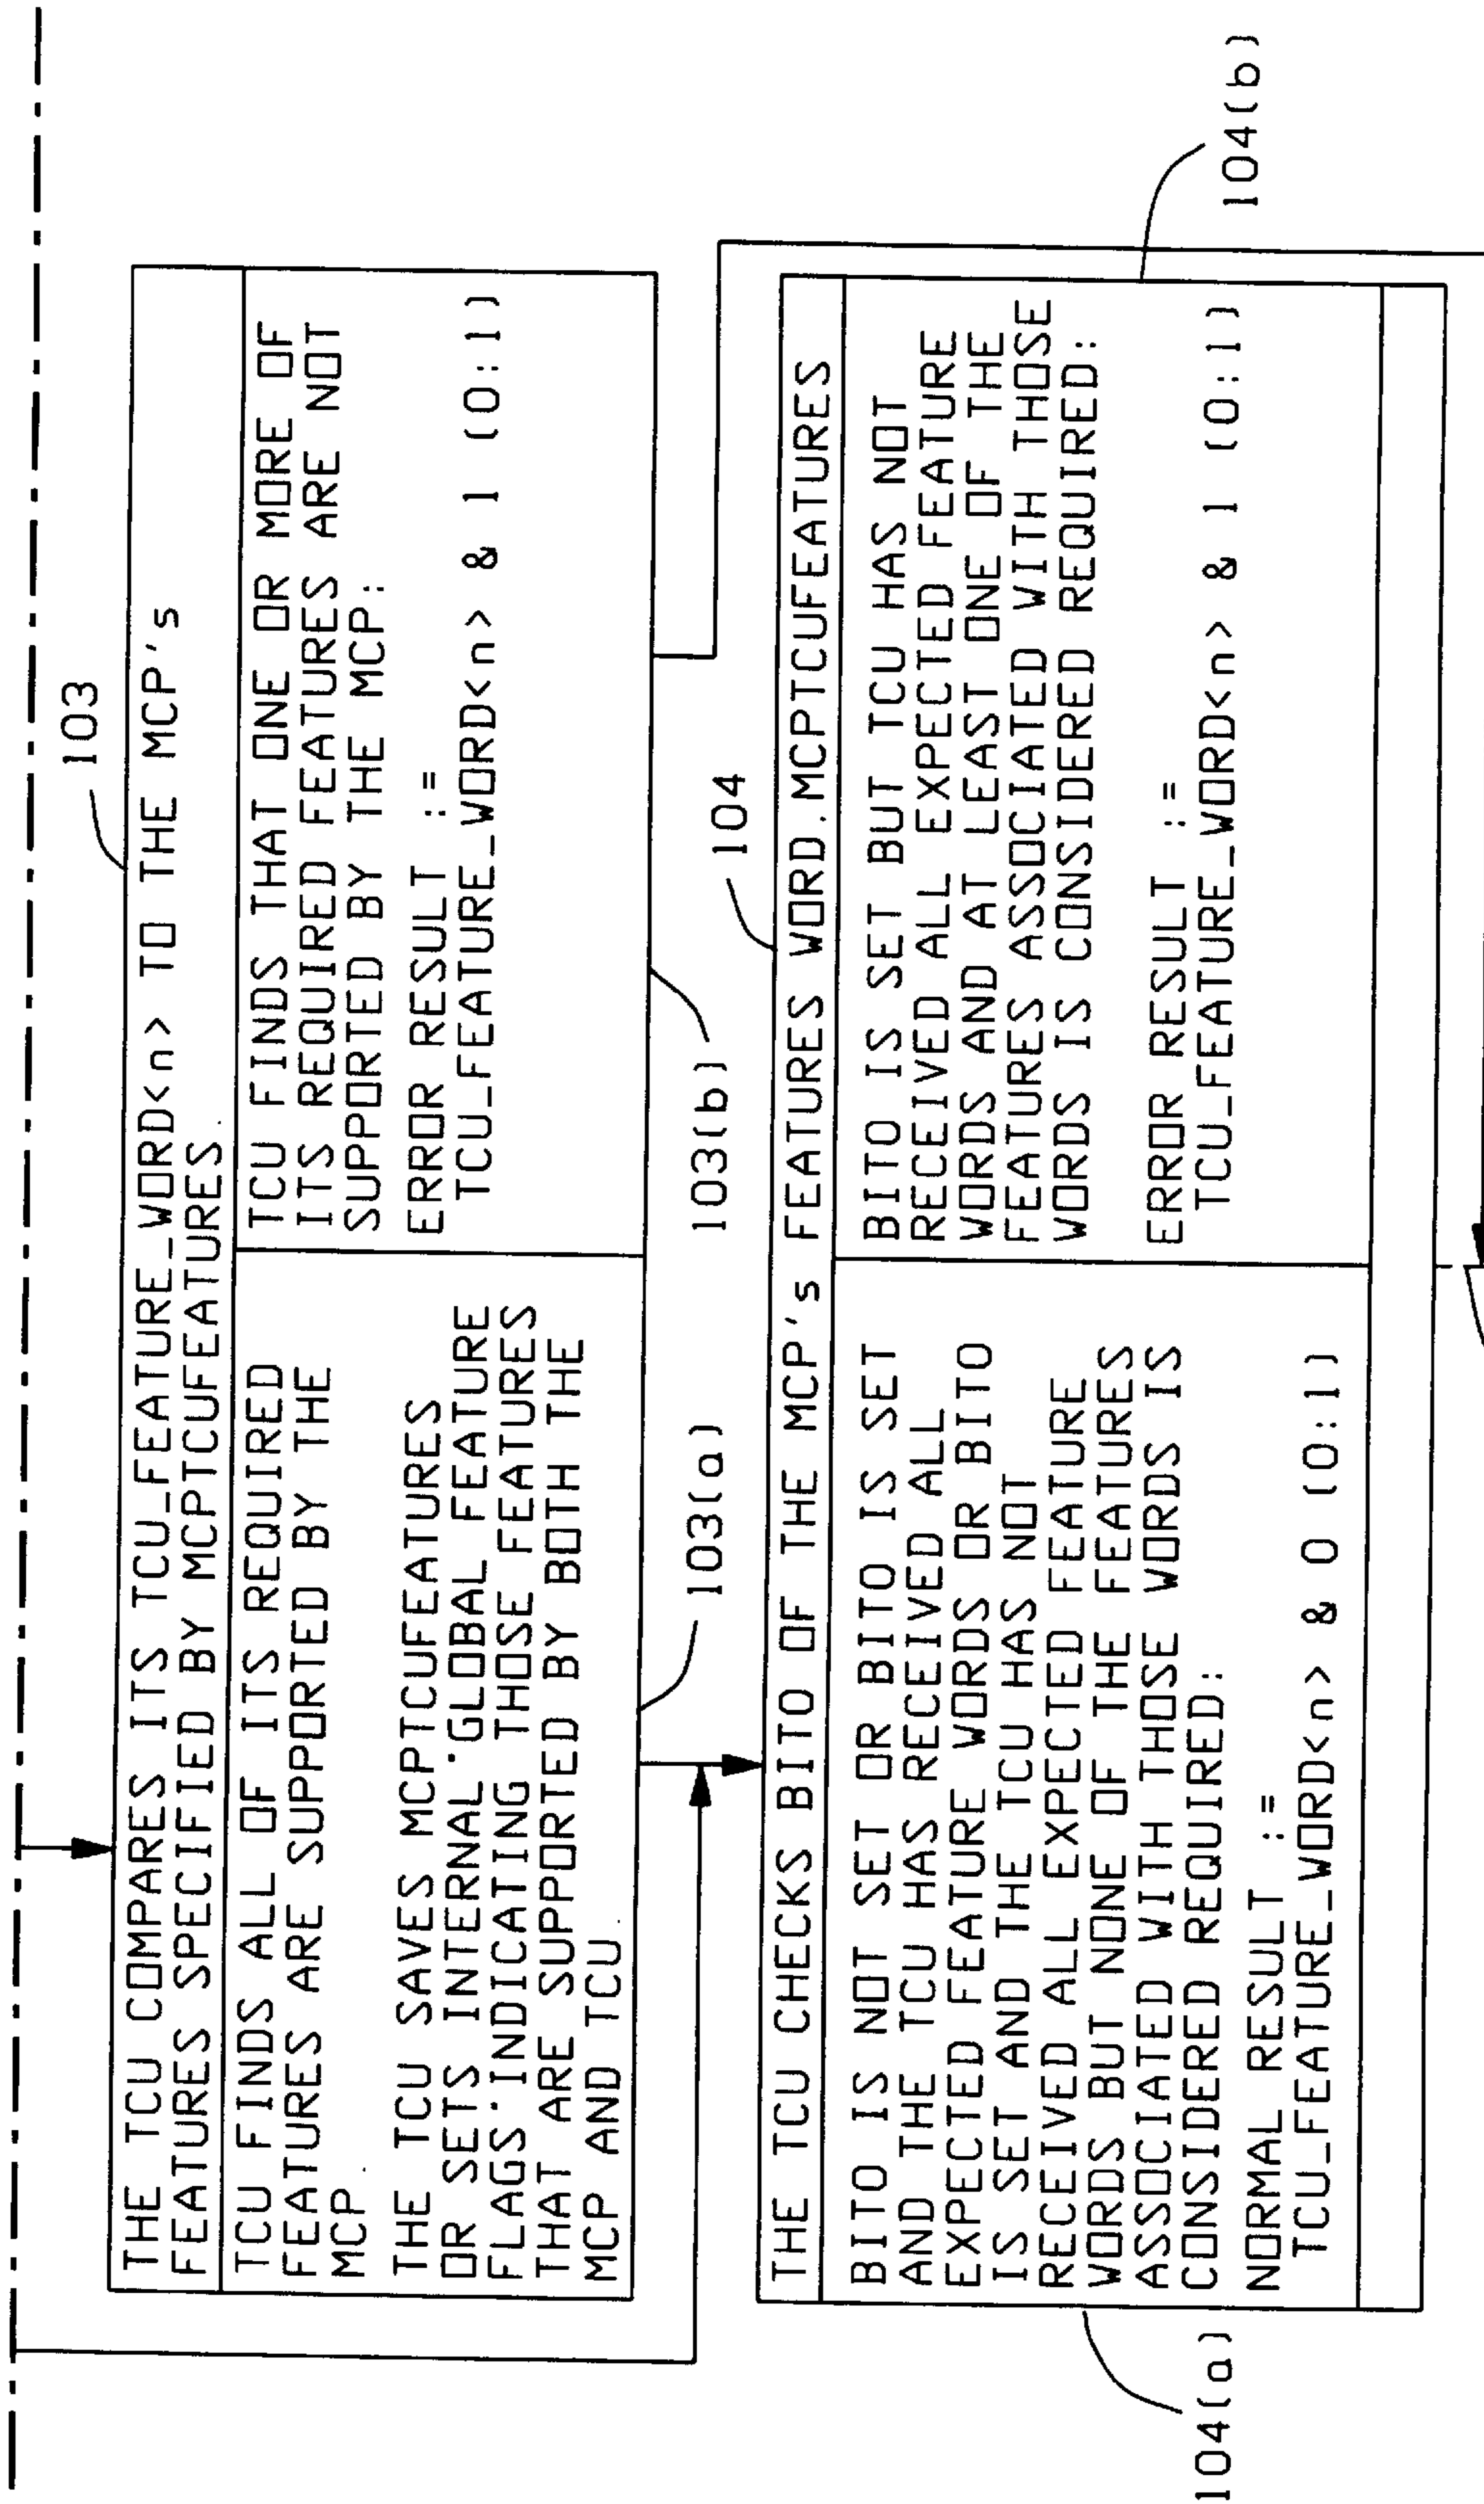 103
THE TCU COMPARES ITS TCU_FEATURE_WORD<n> TO THE MCP's
FEATURES SPECIFIED BY MCPTCUFEATURES.
TCU FINDS ALL OF ITS REQUIRED
FEATURES ARE SUPPORTED BY THE
MCP.
THE TCU SAVES MCPTCUFEATURES
OR SETS INTERNAL 'GLOBAL FEATURE
FLAGS' INDICATING THOSE FEATURES
THAT ARE SUPPORTED BY BOTH THE
MCP AND TCU.
TCU FINDS THAT ONE OR MORE OF
ITS REQUIRED FEATURES ARE NOT
SUPPORTED BY THE MCP:
ERROR RESULT :=
TCU_FEATURE_WORD<n> & 1 (0:1)
103(a)
103(b)
104
THE TCU CHECKS BIT0 OF THE MCP's FEATURES WORD,MCPTCUFEATURES
BIT0 IS NOT SET OR BIT0 IS SET
AND THE TCU HAS RECEIVED ALL
EXPECTED FEATURE WORDS OR BIT0
IS SET AND THE TCU HAS NOT
RECEIVED ALL EXPECTED FEATURE
WORDS BUT NONE OF THE FEATURES
ASSOCIATED WITH THOSE WORDS IS
CONSIDERED REQUIRED:
NORMAL RESULT :=
TCU_FEATURE_WORD<n> & 0 (0:1)
BIT0 IS SET BUT TCU HAS NOT
RECEIVED ALL EXPECTED FEATURE
WORDS AND AT LEAST ONE OF THE
FEATURES ASSOCIATED WITH THOSE
WORDS IS CONSIDERED REQUIRED:
ERROR RESULT :=
TCU_FEATURE_WORD<n> & 1 (0:1)
104(a)
104(b)